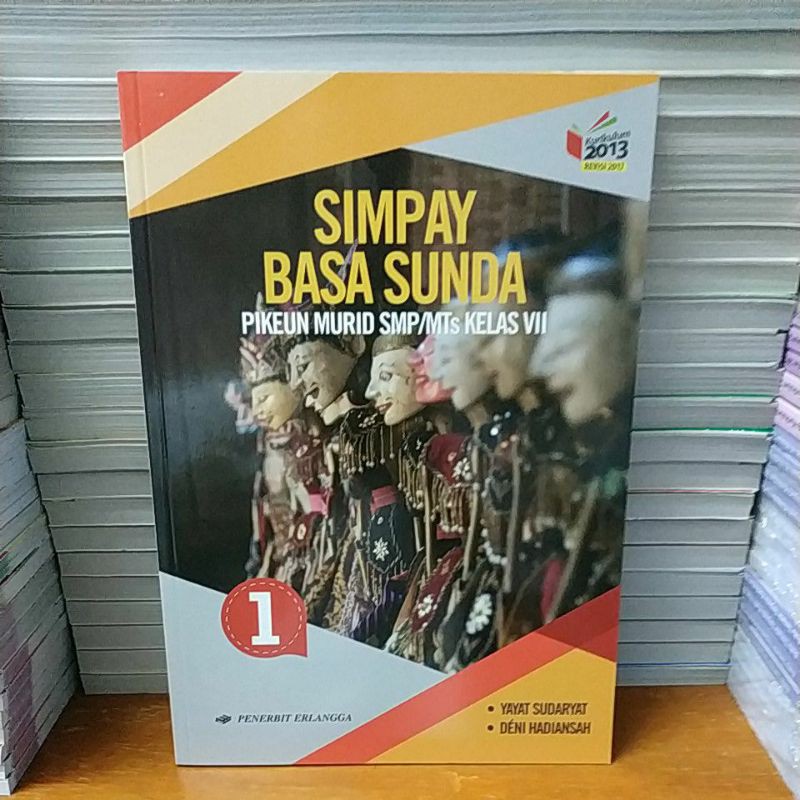 Kurikulum
2013
REVISI 2017
SIMPAY
BASA SUNDA
PIKEUN MURID SMP/MTs KELAS VII
1
PENERBIT ERLANGGA
• YAYAT SUDARYAT
• DÉNI HADIANSAH